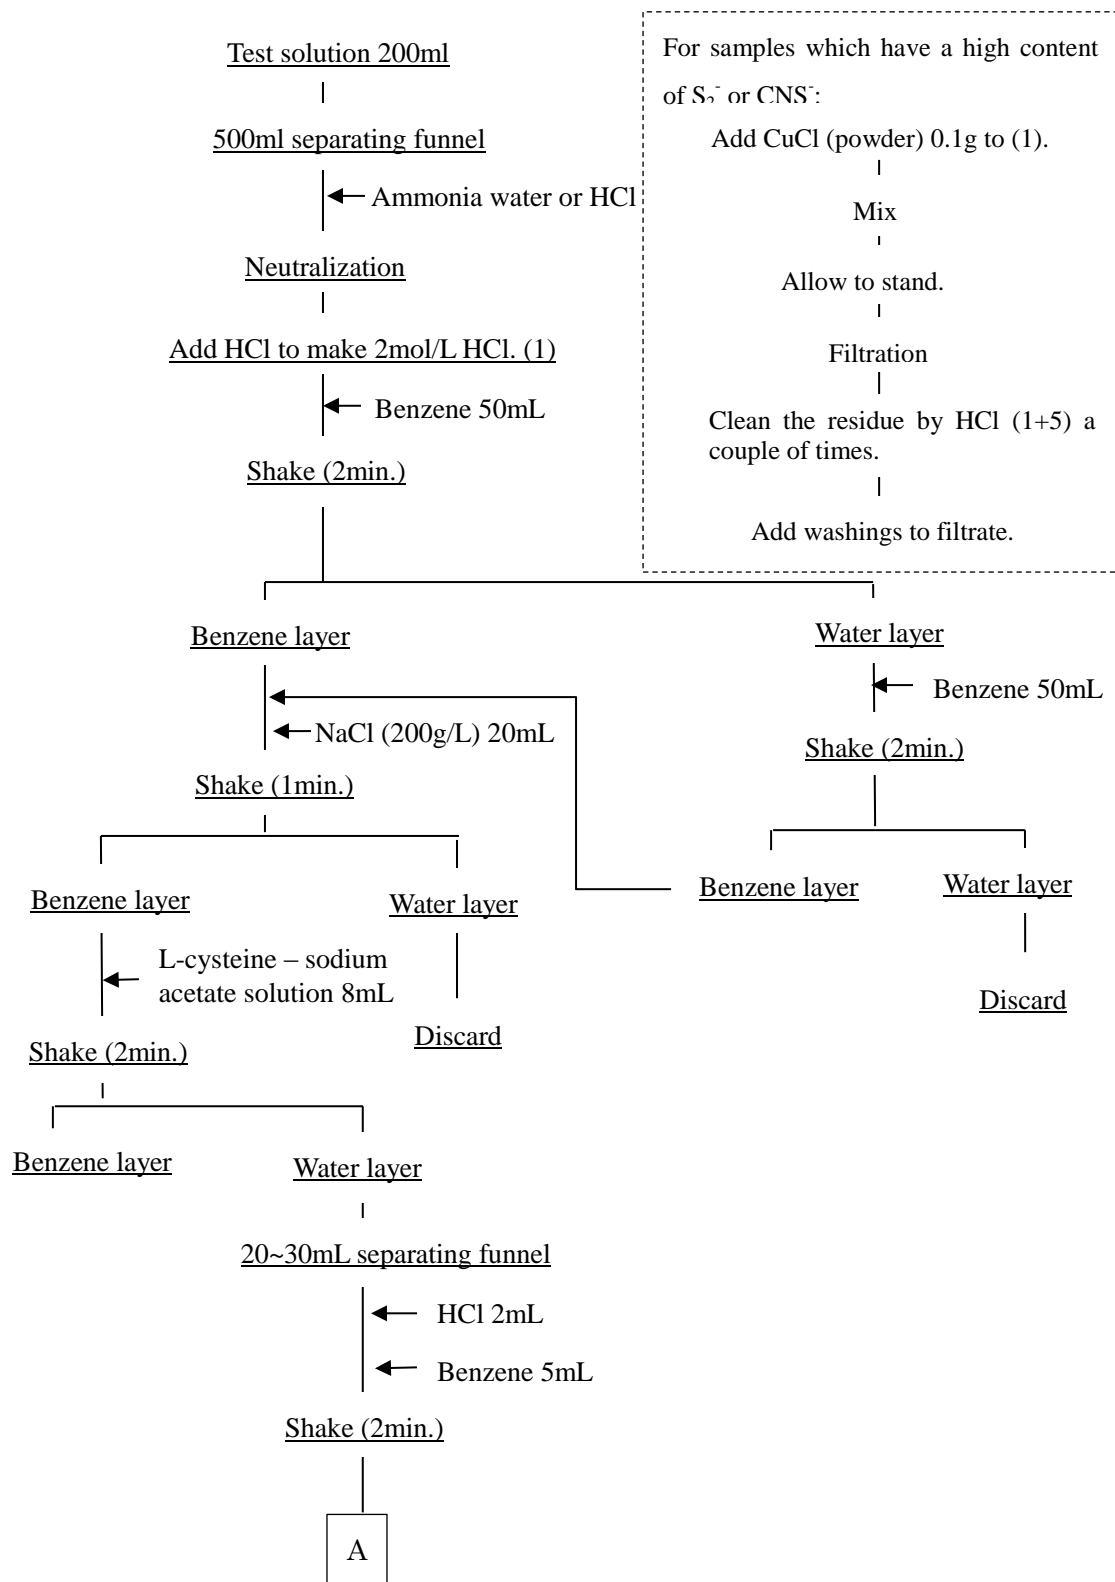 Test solution 200ml
500ml separating funnel
Ammonia water or HCl
Neutralization
Add HCl to make 2mol/L HCl. (1)
Benzene 50mL
Shake (2min.)
For samples which have a high content
of S₂⁻ or CNS⁻:
Add CuCl (powder) 0.1g to (1).
Mix
Allow to stand.
Filtration
Clean the residue by HCl (1+5) a
couple of times.
Add washings to filtrate.
Benzene layer
NaCl (200g/L) 20mL
Shake (1min.)
Water layer
Benzene 50mL
Shake (2min.)
Benzene layer
Water layer
Discard
Benzene layer
Water layer
Discard
L-cysteine – sodium
acetate solution 8mL
Shake (2min.)
Benzene layer
Water layer
20~30mL separating funnel
HCl 2mL
Benzene 5mL
Shake (2min.)
A